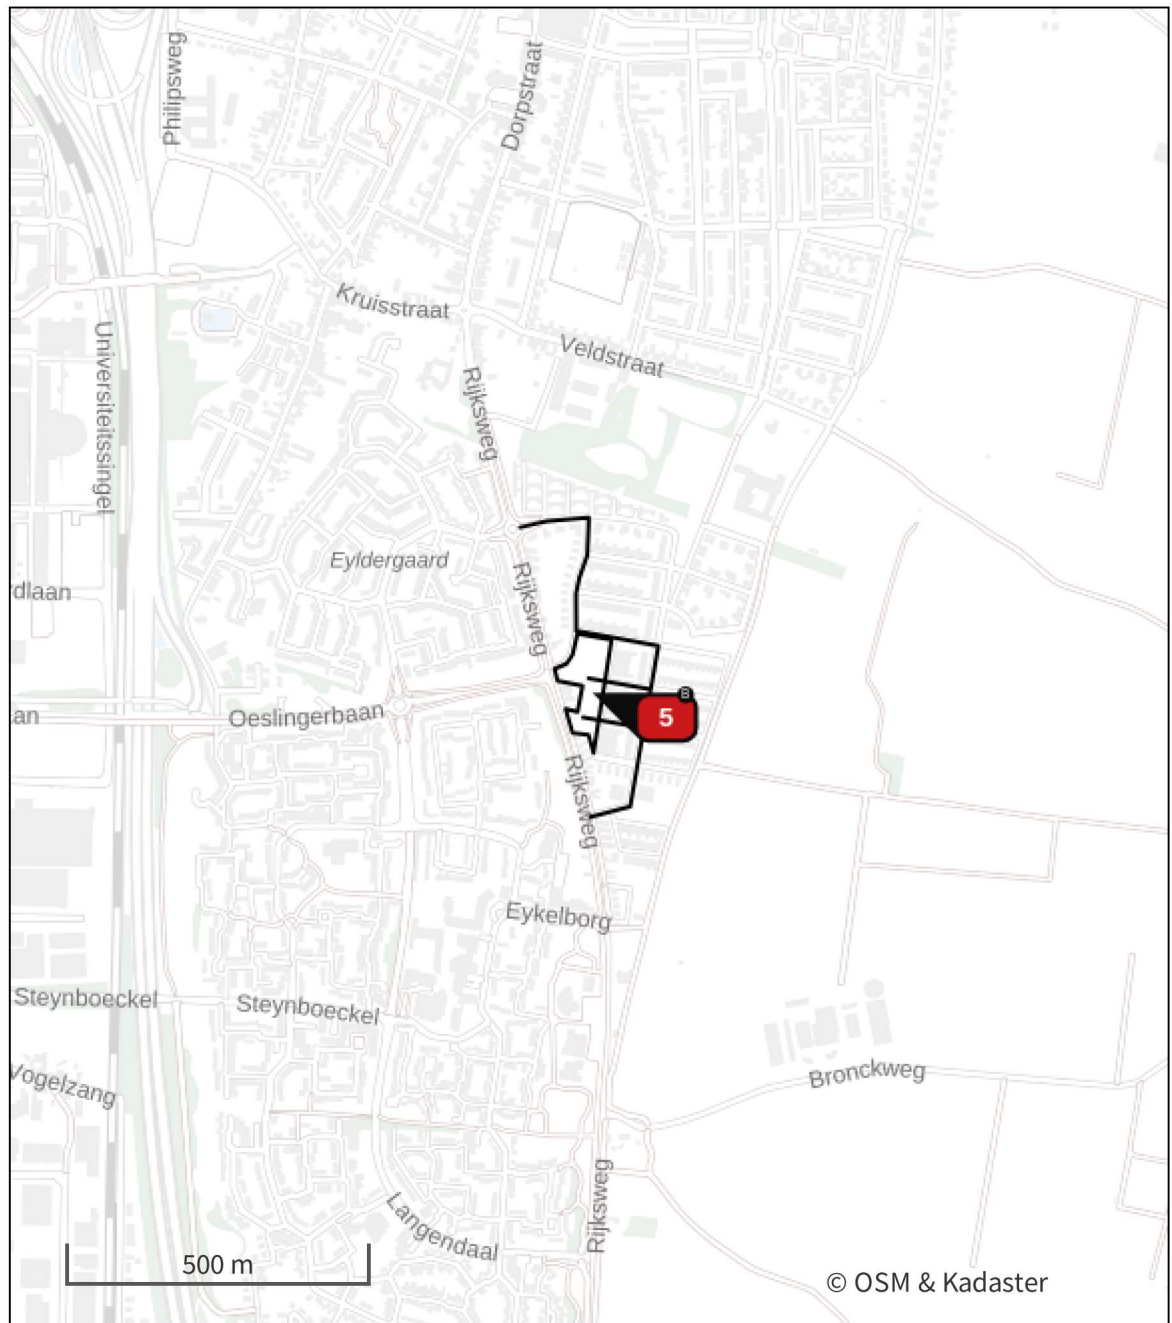 Philipsweg
Dorpstraat
Kruisstraat
Veldstraat
Universiteitssingel
Rijksweg
Eyldergaard
Rijksweg
rdlaan
B
5
aan
Oeslingerbaan
Rijksweg
Eykelborg
Steynboeckel
Steynboeckel
Vogelzang
Bronckweg
Langendaal
Rijksweg
500 m
© OSM & Kadaster